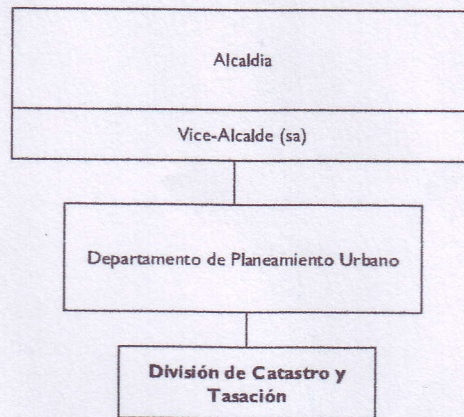 Alcaldia
Vice-Alcalde (sa)
Departamento de Planeamiento Urbano
División de Catastro y
Tasación